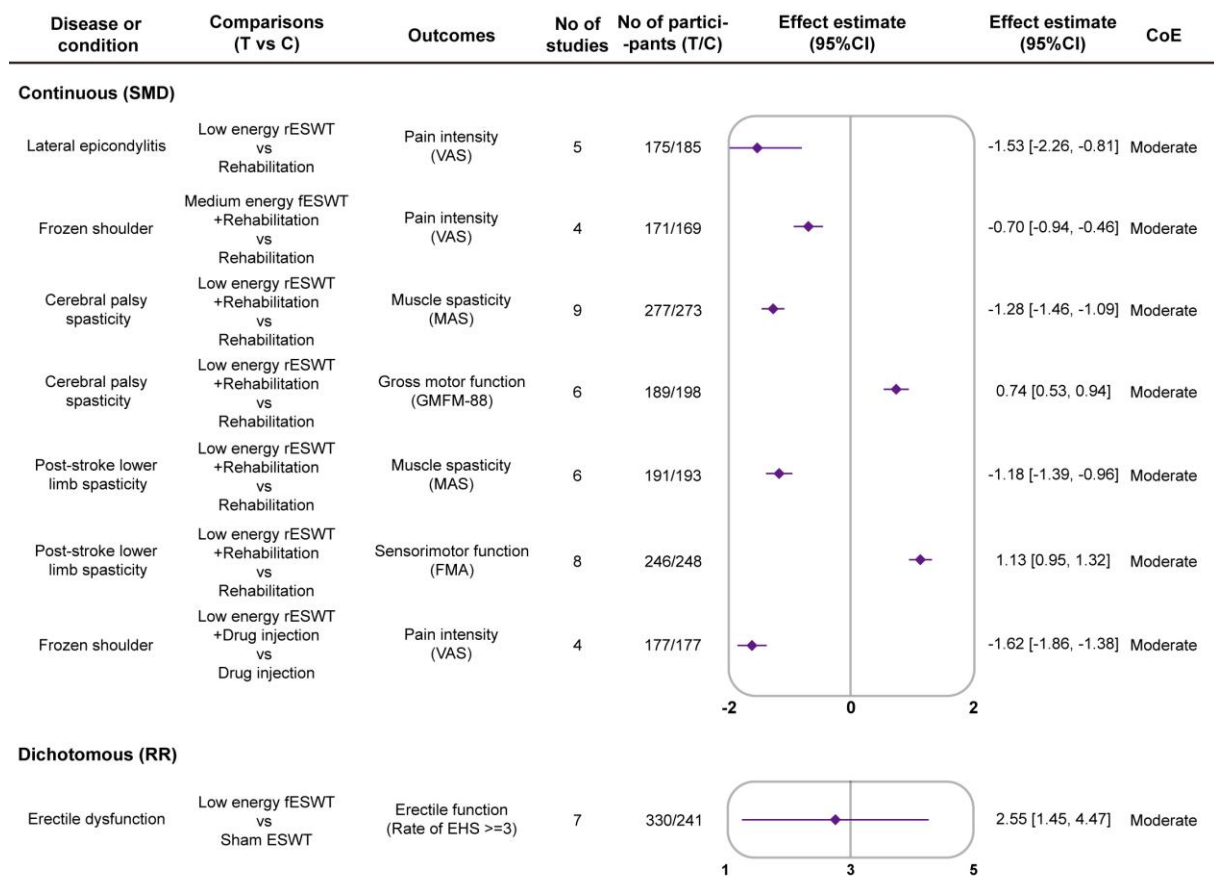 Disease or condition
Comparisons (T vs C)
Outcomes
No of studies
No of partici- -pants (T/C)
Effect estimate (95%CI)
Effect estimate (95%CI)
CoE
Continuous (SMD)
Lateral epicondylitis
Low energy rESWT
vs
Rehabilitation
Pain intensity
(VAS)
5
175/185
-1.53 [-2.26, -0.81]
Moderate
Frozen shoulder
Medium energy fESWT
+Rehabilitation
vs
Rehabilitation
Pain intensity
(VAS)
4
171/169
-0.70 [-0.94, -0.46]
Moderate
Cerebral palsy
spasticity
Low energy rESWT
+Rehabilitation
vs
Rehabilitation
Muscle spasticity
(MAS)
9
277/273
-1.28 [-1.46, -1.09]
Moderate
Cerebral palsy
spasticity
Low energy rESWT
+Rehabilitation
vs
Rehabilitation
Gross motor function
(GMFM-88)
6
189/198
0.74 [0.53, 0.94]
Moderate
Post-stroke lower
limb spasticity
Low energy rESWT
+Rehabilitation
vs
Rehabilitation
Muscle spasticity
(MAS)
6
191/193
-1.18 [-1.39, -0.96]
Moderate
Post-stroke lower
limb spasticity
Low energy rESWT
+Rehabilitation
vs
Rehabilitation
Sensorimotor function
(FMA)
8
246/248
1.13 [0.95, 1.32]
Moderate
Frozen shoulder
Low energy rESWT
+Drug injection
vs
Drug injection
Pain intensity
(VAS)
4
177/177
-1.62 [-1.86, -1.38]
Moderate
-2 0 2
Dichotomous (RR)
Erectile dysfunction
Low energy fESWT
vs
Sham ESWT
Erectile function
(Rate of EHS >=3)
7
330/241
2.55 [1.45, 4.47]
Moderate
1 3 5